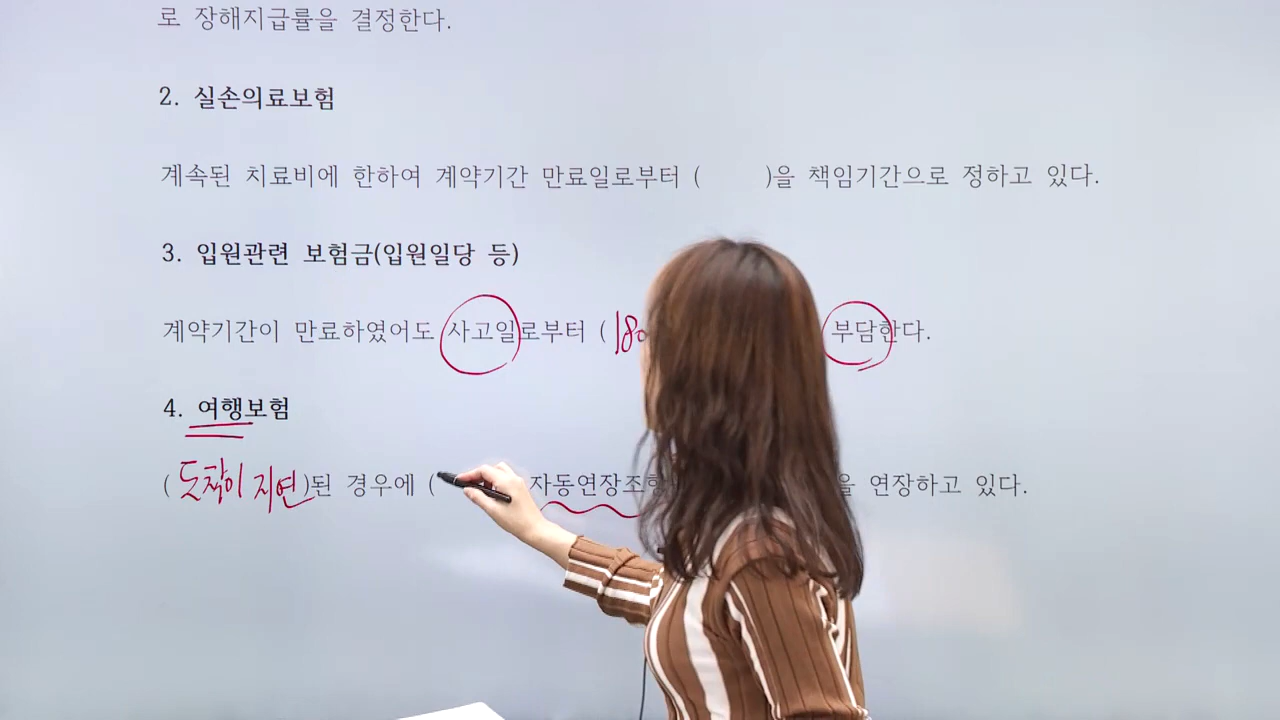 로 장해지급률을 결정한다.
2. 실손의료보험
계속된 치료비에 한하여 계약기간 만료일로부터 ( )을 책임기간으로 정하고 있다.
3. 입원관련 보험금(입원일당 등)
계약기간이 만료하였어도 사고일로부터 (180 부담한다.
4. 여행보험
(도착이 지연)된 경우에 ( 자동연장조항 을 연장하고 있다.